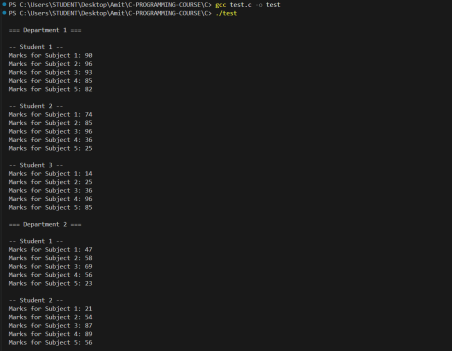 PS C:\Users\STUDENT\Desktop\Amit\C-PROGRAMMING-COURSE\C> gcc test.c -o test
PS C:\Users\STUDENT\Desktop\Amit\C-PROGRAMMING-COURSE\C> ./test
=== Department 1 ===
-- Student 1 --
Marks for Subject 1: 90
Marks for Subject 2: 96
Marks for Subject 3: 93
Marks for Subject 4: 85
Marks for Subject 5: 82
-- Student 2 --
Marks for Subject 1: 74
Marks for Subject 2: 85
Marks for Subject 3: 96
Marks for Subject 4: 36
Marks for Subject 5: 25
-- Student 3 --
Marks for Subject 1: 14
Marks for Subject 2: 25
Marks for Subject 3: 36
Marks for Subject 4: 96
Marks for Subject 5: 85
=== Department 2 ===
-- Student 1 --
Marks for Subject 1: 47
Marks for Subject 2: 58
Marks for Subject 3: 69
Marks for Subject 4: 56
Marks for Subject 5: 23
-- Student 2 --
Marks for Subject 1: 21
Marks for Subject 2: 54
Marks for Subject 3: 87
Marks for Subject 4: 89
Marks for Subject 5: 56